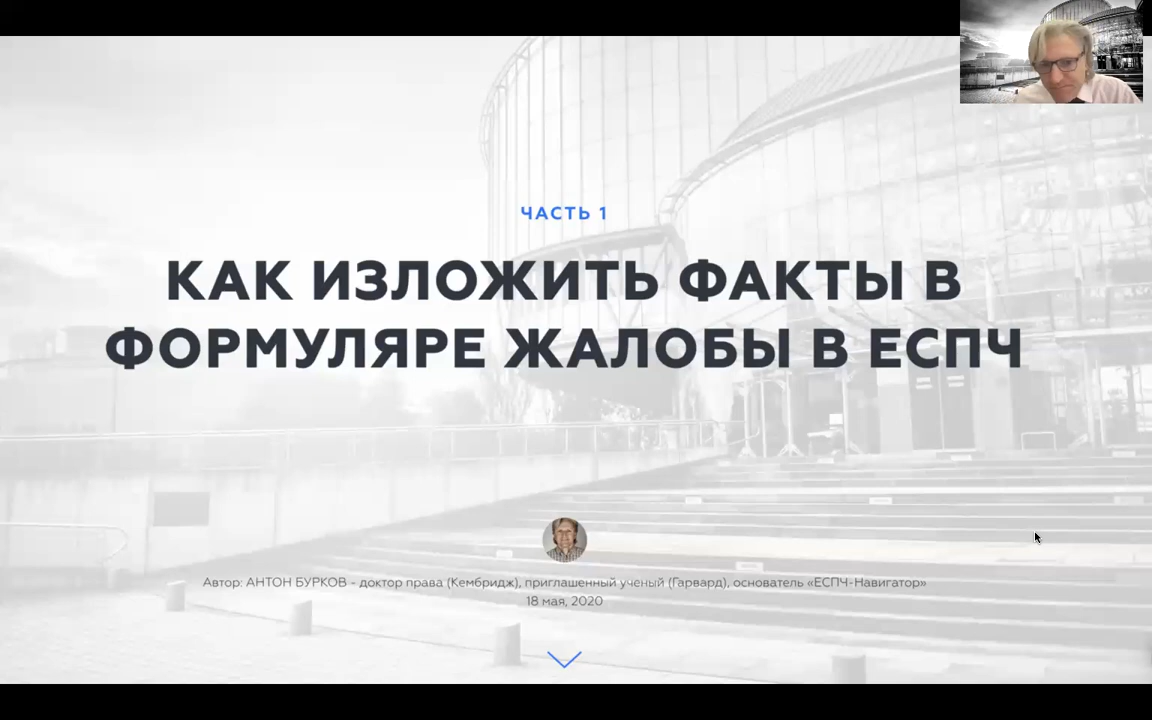 ЧАСТЬ 1
КАК ИЗЛОЖИТЬ ФАКТЫ В
ФОРМУЛЯРЕ ЖАЛОБЫ В ЕСПЧ
Автор: АНТОН БУРКОВ - доктор права (Кембридж), приглашенный ученый (Гарвард), основатель «ЕСПЧ-Навигатор»
18 мая, 2020